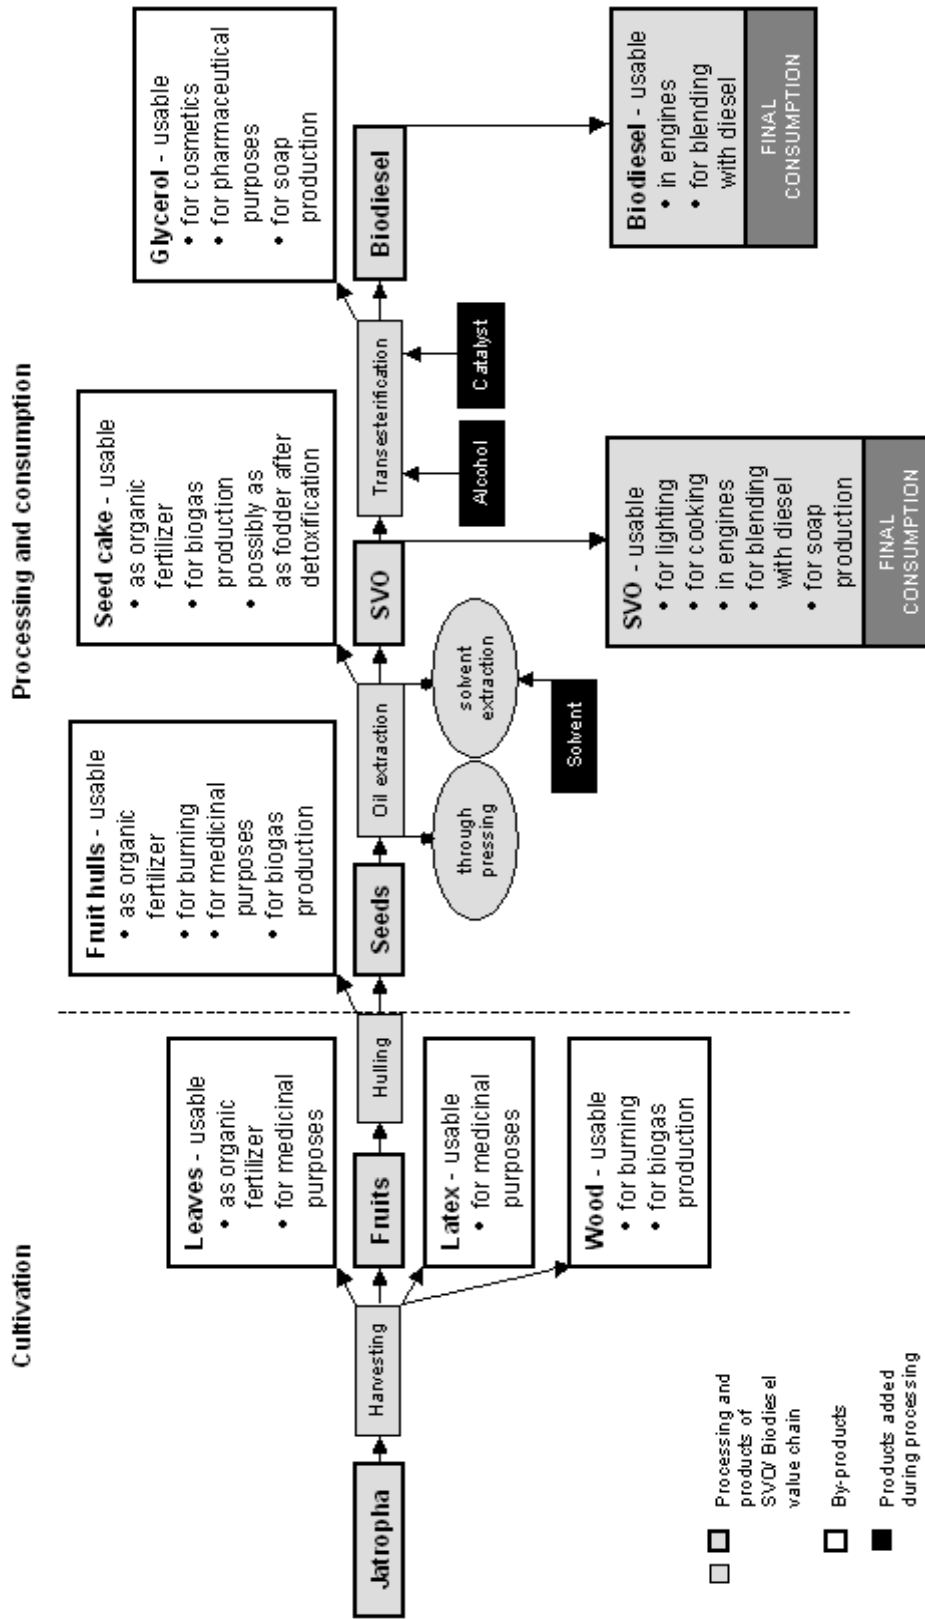 Cultivation
Processing and consumption
Leaves - usable
• as organic
fertilizer
• for medicinal
purposes
Fruit hulls - usable
• as organic
fertilizer
• for burning
• for medicinal
purposes
• for biogas
production
Seed cake - usable
• as organic
fertilizer
• for biogas
production
• possibly as
as fodder after
detoxification
Glycerol - usable
• for cosmetics
• for pharmaceutical
purposes
• for soap
production
Jatropha
Harvesting
Fruits
Hulling
Seeds
Oil extraction
SVO
Transesterification
Biodiesel
Latex - usable
• for medicinal
purposes
through
pressing
solvent
extraction
Alcohol
Catalyst
Wood - usable
• for burning
• for biogas
production
Solvent
SVO - usable
• for lighting
• for cooking
• in engines
• for blending
with diesel
• for soap
production
FINAL
CONSUMPTION
Biodiesel - usable
• in engines
• for blending
with diesel
FINAL
CONSUMPTION
Processing and
products of
SVO/ Biodiesel
value chain
By-products
Products added
during processing